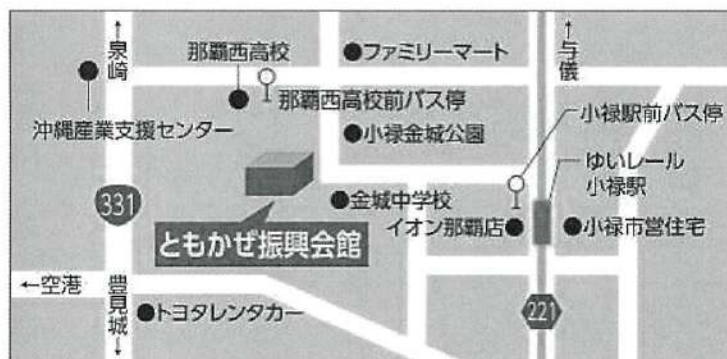 ↑泉崎
那覇西高校
●ファミリーマート
↑与儀
那覇西高校前バス停
小禄駅前バス停
沖縄産業支援センター
●小禄金城公園
ゆいレール
小禄駅
331
●金城中学校
イオン那覇店●
●小禄市営住宅
ともかぜ振興会館
←空港
豊見城↓
●トヨタレンタカー
221